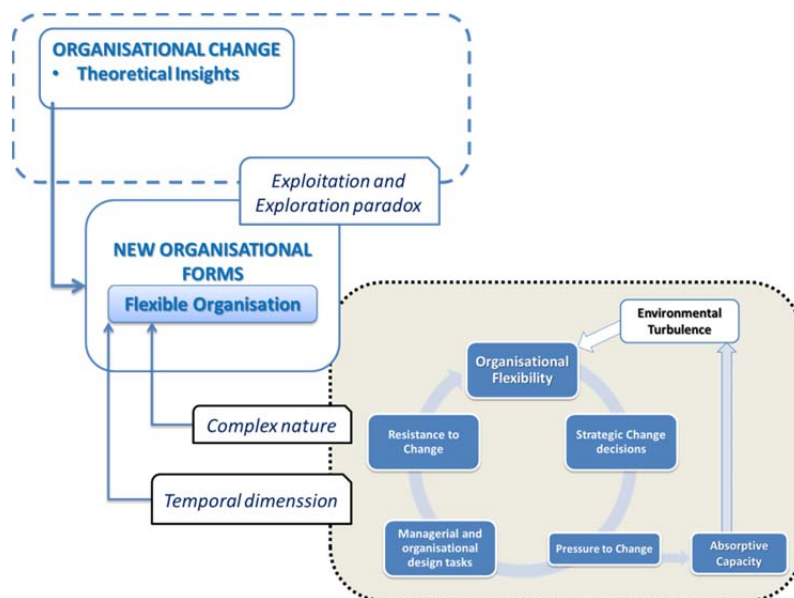 ORGANISATIONAL CHANGE
• Theoretical Insights
Exploitation and
Exploration paradox
NEW ORGANISATIONAL
FORMS
Flexible Organisation
Environmental
Turbulence
Organisational
Flexibility
Complex nature
Resistance to
Change
Strategic Change
decisions
Temporal dimenssion
Managerial and
organisational
design tasks
Pressure to Change
Absorptive
Capacity